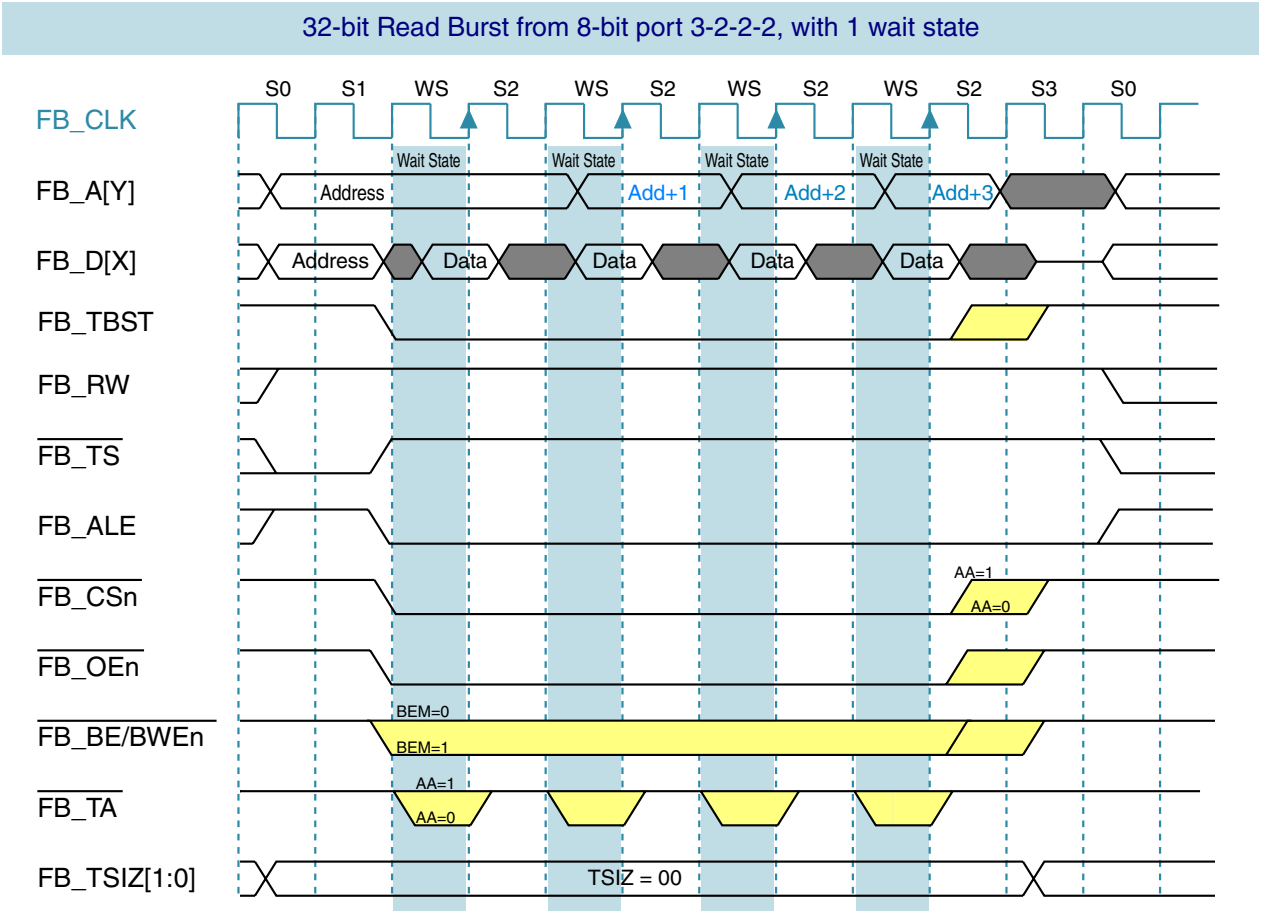 32-bit Read Burst from 8-bit port 3-2-2-2, with 1 wait state
S0 S1 WS S2 WS S2 WS S2 WS S2 S3 S0
FB_CLK
Wait State Wait State Wait State Wait State
FB_A[Y] Address Add+1 Add+2 Add+3
FB_D[X] Address Data Data Data Data
FB_TBST
FB_RW
FB_TS
FB_ALE
AA=1
FB_CSn AA=0
FB_OEn
BEM=0
FB_BE/BWEn
BEM=1
AA=1
FB_TA
AA=0
FB_TSIZ[1:0] TSIZ = 00